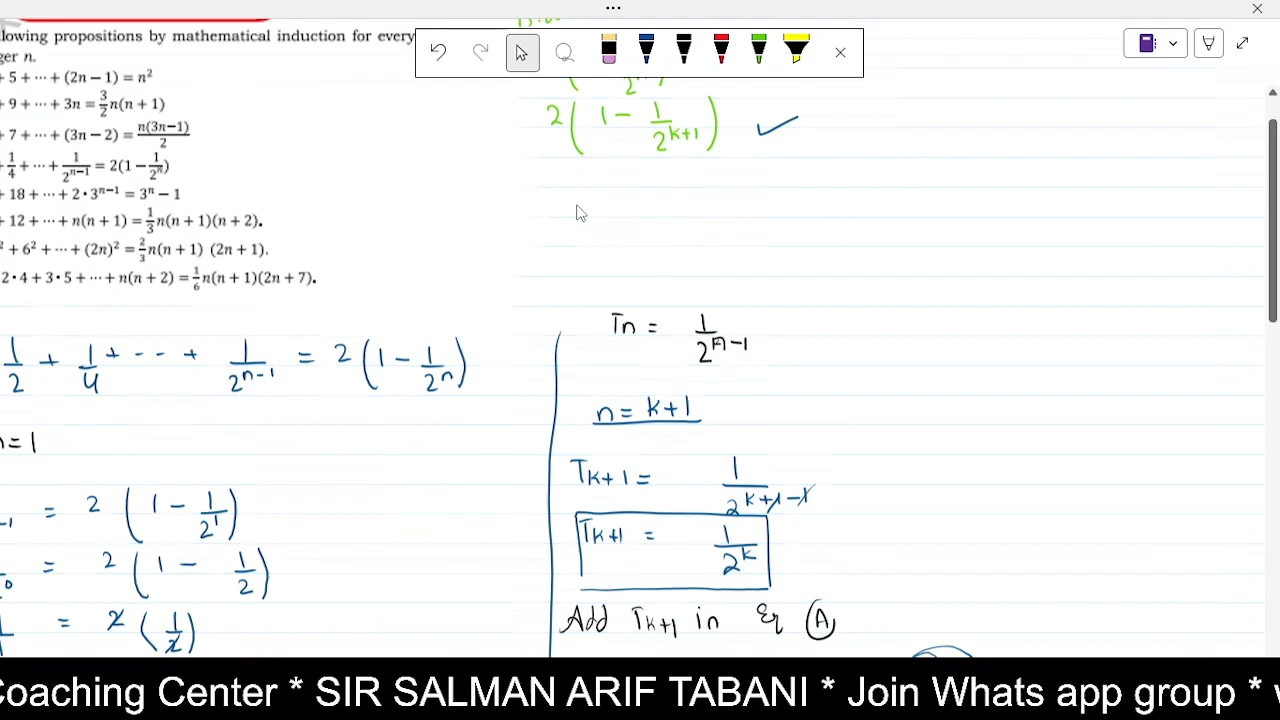 lowing propositions by mathematical induction for every
ger n.
+ 5 + ⋯ + (2n − 1) = n²
+ 9 + ⋯ + 3n = 3/2 n(n + 1)
+ 7 + ⋯ + (3n − 2) = n(3n−1)/2
+ 1/4 + ⋯ + 1/2ⁿ⁻¹ = 2(1 − 1/2ⁿ)
+ 18 + ⋯ + 2 • 3ⁿ⁻¹ = 3ⁿ − 1
+ 12 + ⋯ + n(n + 1) = 1/3 n(n + 1)(n + 2).
² + 6² + ⋯ + (2n)² = 2/3 n(n + 1) (2n + 1).
2 • 4 + 3 • 5 + ⋯ + n(n + 2) = 1/6 n(n + 1)(2n + 7).
1/2 + 1/4 + - - + 1/2ⁿ⁻¹ = 2 (1 − 1/2ⁿ)
n = 1
-1 = 2 (1 − 1/2¹)
0 = 2 (1 − 1/2)
= 2 (1/2)
2 (1 − 1/2ᵏ⁺¹) ✓
Tn = 1/2ⁿ⁻¹
n = k+1
Tk+1 = 1/2ᵏ⁺¹⁻¹
Tk+1 = 1/2ᵏ
Add Tk+1 in Eq (A)
Coaching Center * SIR SALMAN ARIF TABANI * Join Whats app group * w